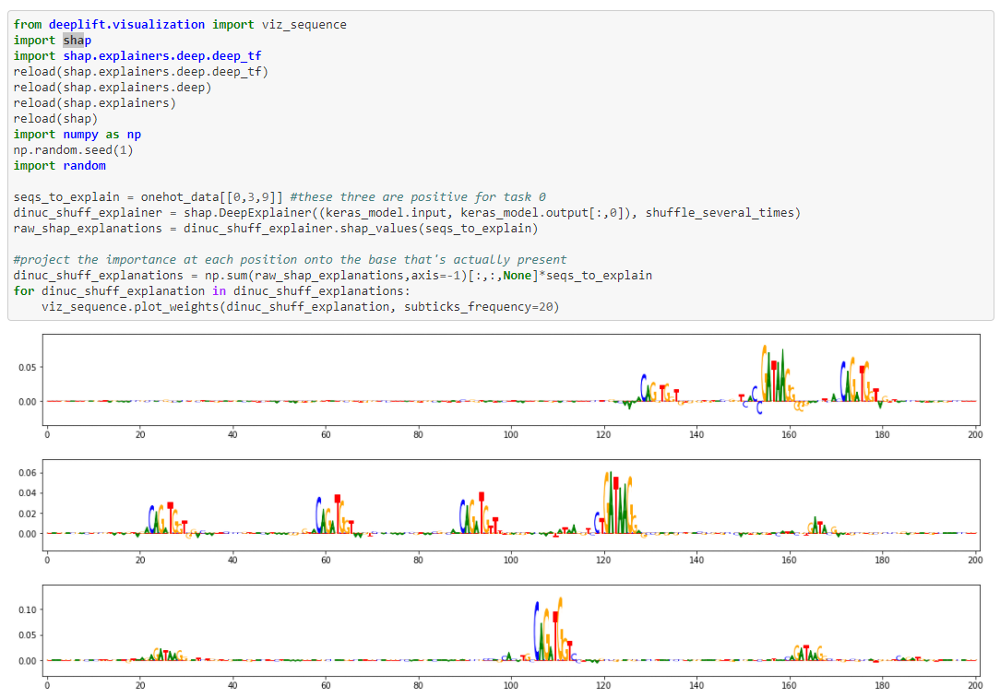 from deeplift.visualization import viz_sequence
import shap
import shap.explainers.deep.deep_tf
reload(shap.explainers.deep.deep_tf)
reload(shap.explainers.deep)
reload(shap.explainers)
reload(shap)
import numpy as np
np.random.seed(1)
import random
seqs_to_explain = onehot_data[[0,3,9]] #these three are positive for task 0
dinuc_shuff_explainer = shap.DeepExplainer((keras_model.input, keras_model.output[:,0]), shuffle_several_times)
raw_shap_explanations = dinuc_shuff_explainer.shap_values(seqs_to_explain)
#project the importance at each position onto the base that's actually present
dinuc_shuff_explanations = np.sum(raw_shap_explanations,axis=-1)[:,:,None]*seqs_to_explain
for dinuc_shuff_explanation in dinuc_shuff_explanations:
    viz_sequence.plot_weights(dinuc_shuff_explanation, subticks_frequency=20)
0.05
0.00
0 20 40 60 80 100 120 140 160 180 200
0.06
0.04
0.02
0.00
0 20 40 60 80 100 120 140 160 180 200
0.10
0.05
0.00
0 20 40 60 80 100 120 140 160 180 200